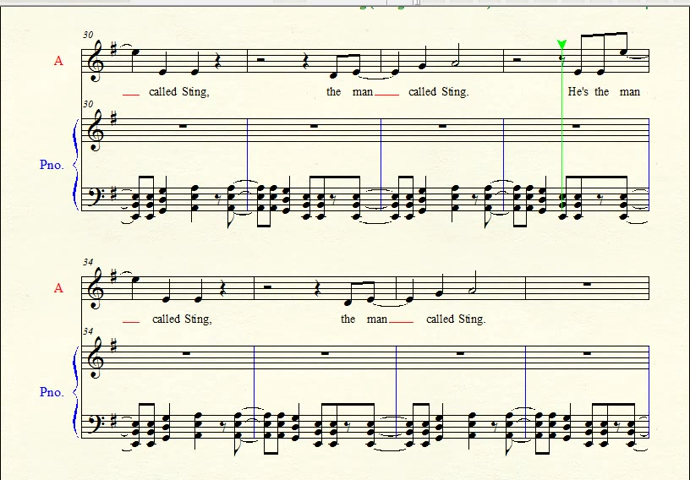 30
A
called Sting, the man called Sting. He's the man
30
Pno.
34
A
called Sting, the man called Sting.
34
Pno.